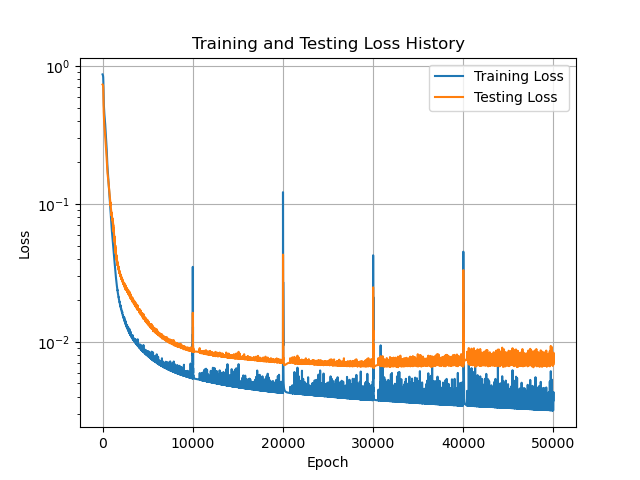 Training and Testing Loss History
Training Loss
Testing Loss
10⁰
10⁻¹
10⁻²
Loss
0
10000
20000
30000
40000
50000
Epoch